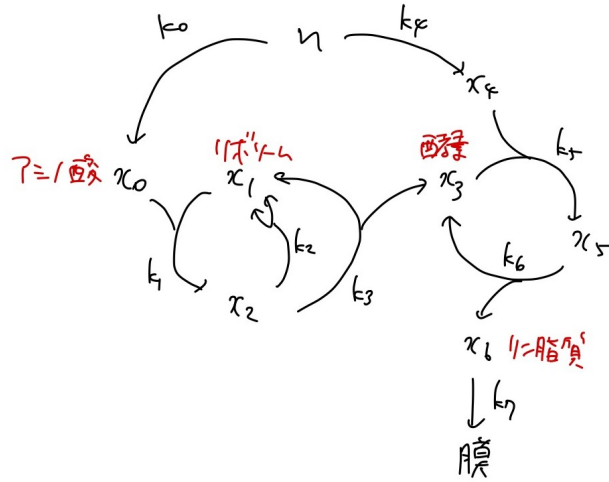 k0 n k4
x4
アミノ酸 x0 リボソーム x1 酵素 x3 k5
k1 k2 x5
x2 k3 k6
x6 リン脂質
k7
膜